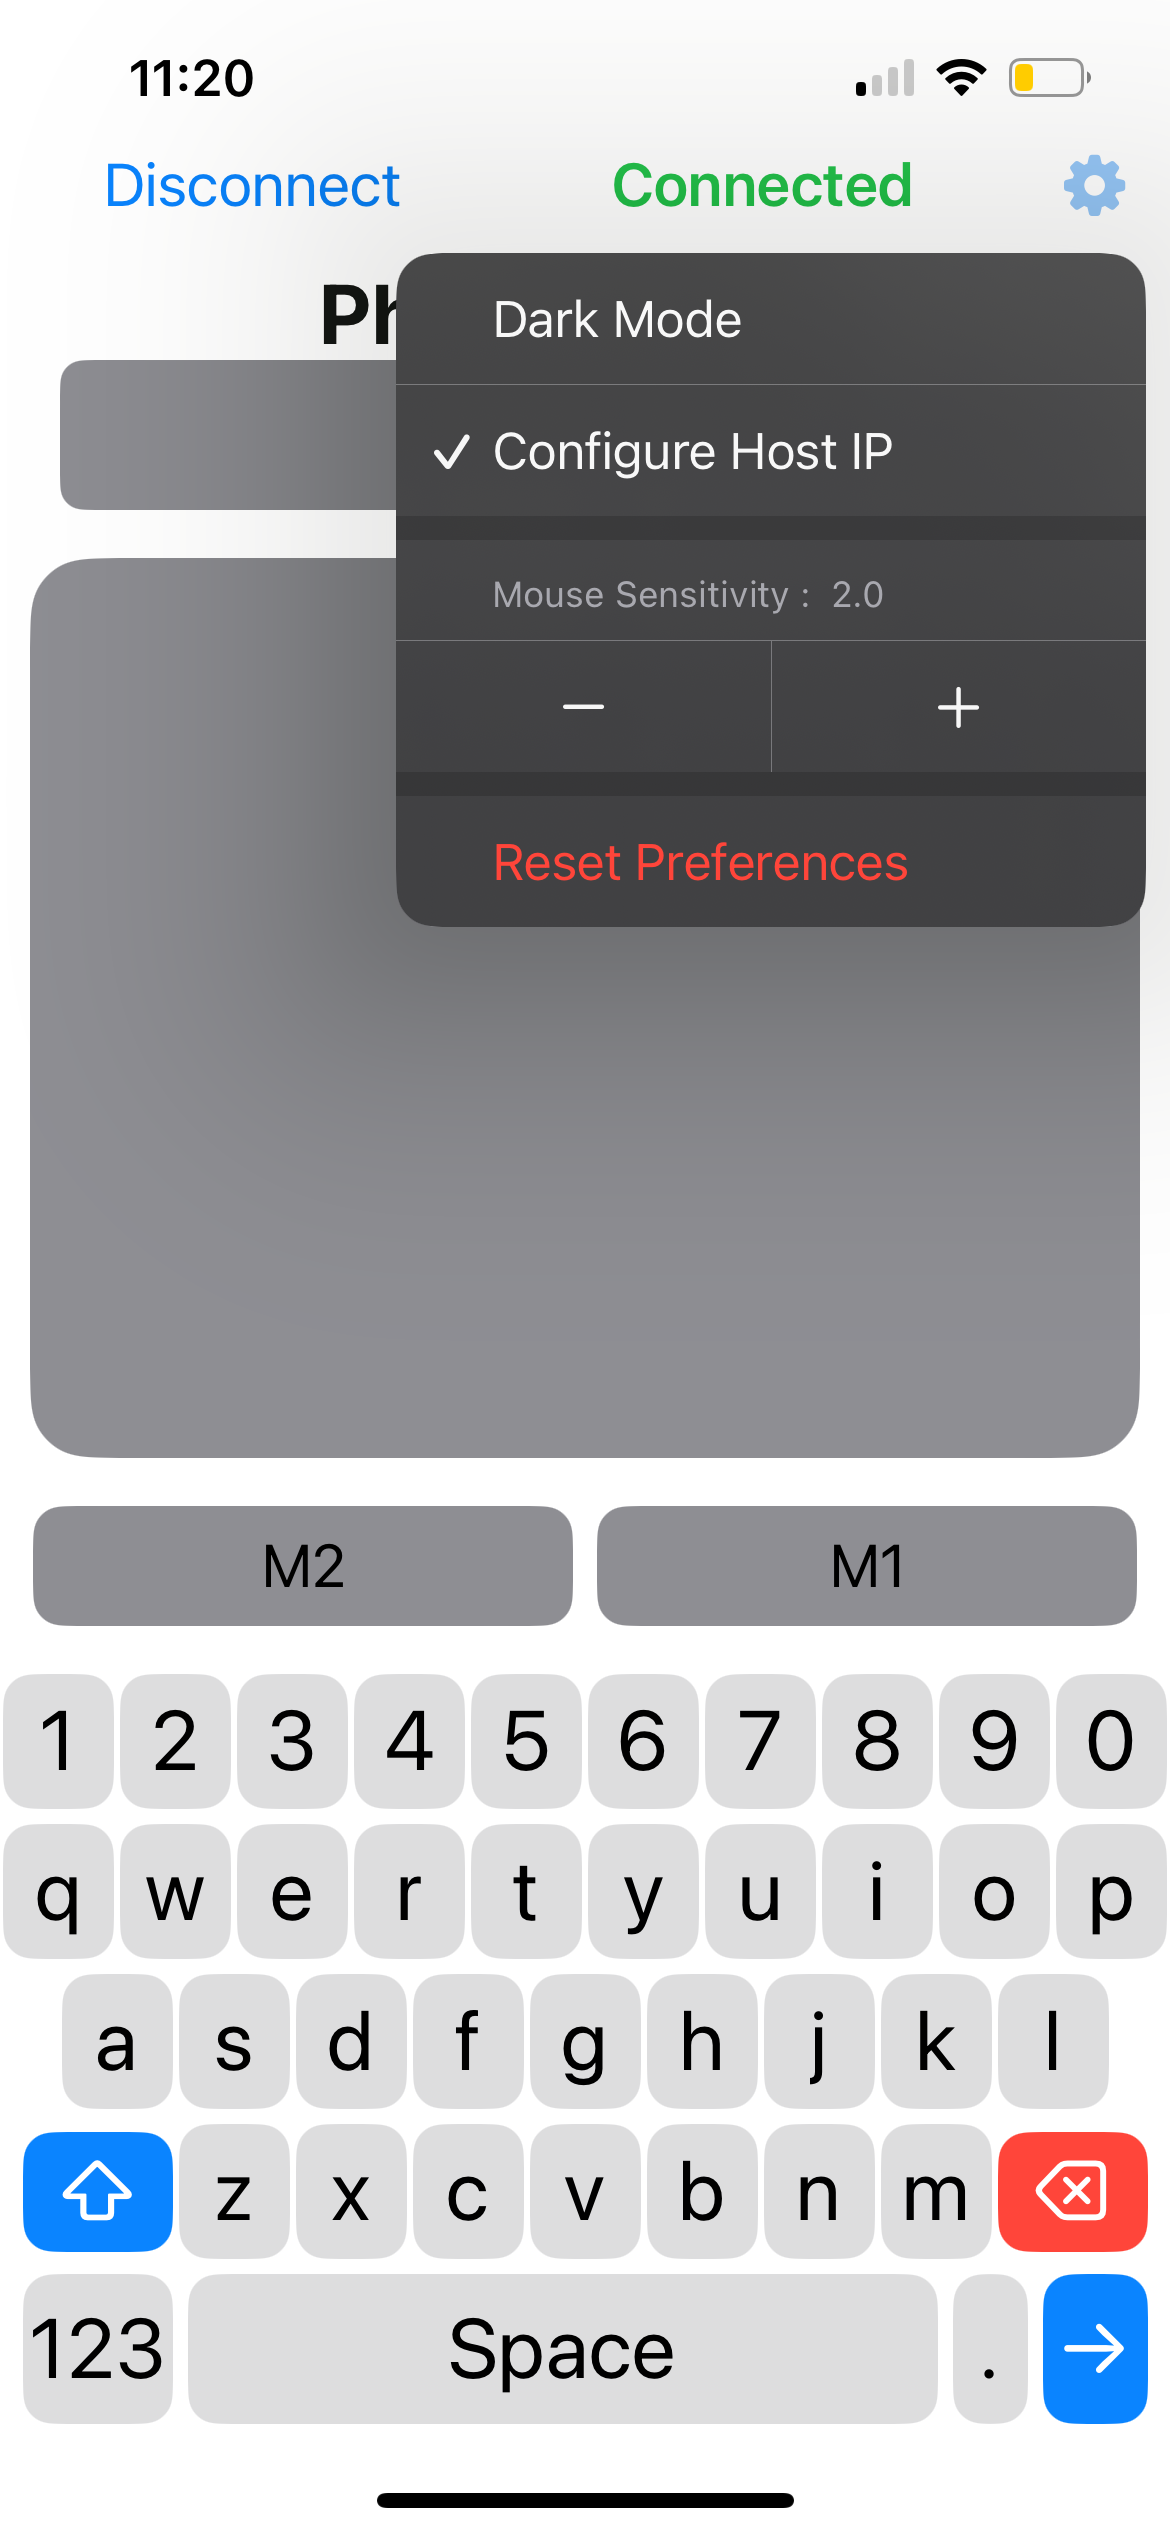 11:20
Disconnect Connected
Dark Mode
Configure Host IP
Mouse Sensitivity : 2.0
Reset Preferences
M2 M1
1 2 3 4 5 6 7 8 9 0
q w e r t y u i o p
a s d f g h j k l
z x c v b n m
123 Space .